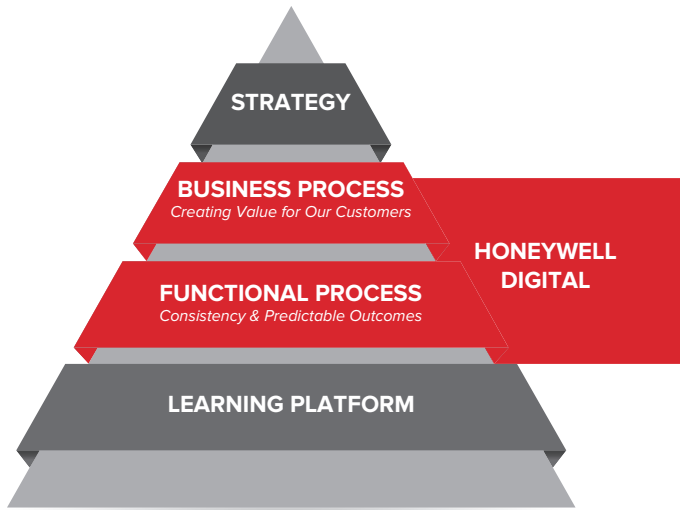 STRATEGY
BUSINESS PROCESS
Creating Value for Our Customers
HONEYWELL
DIGITAL
FUNCTIONAL PROCESS
Consistency & Predictable Outcomes
LEARNING PLATFORM